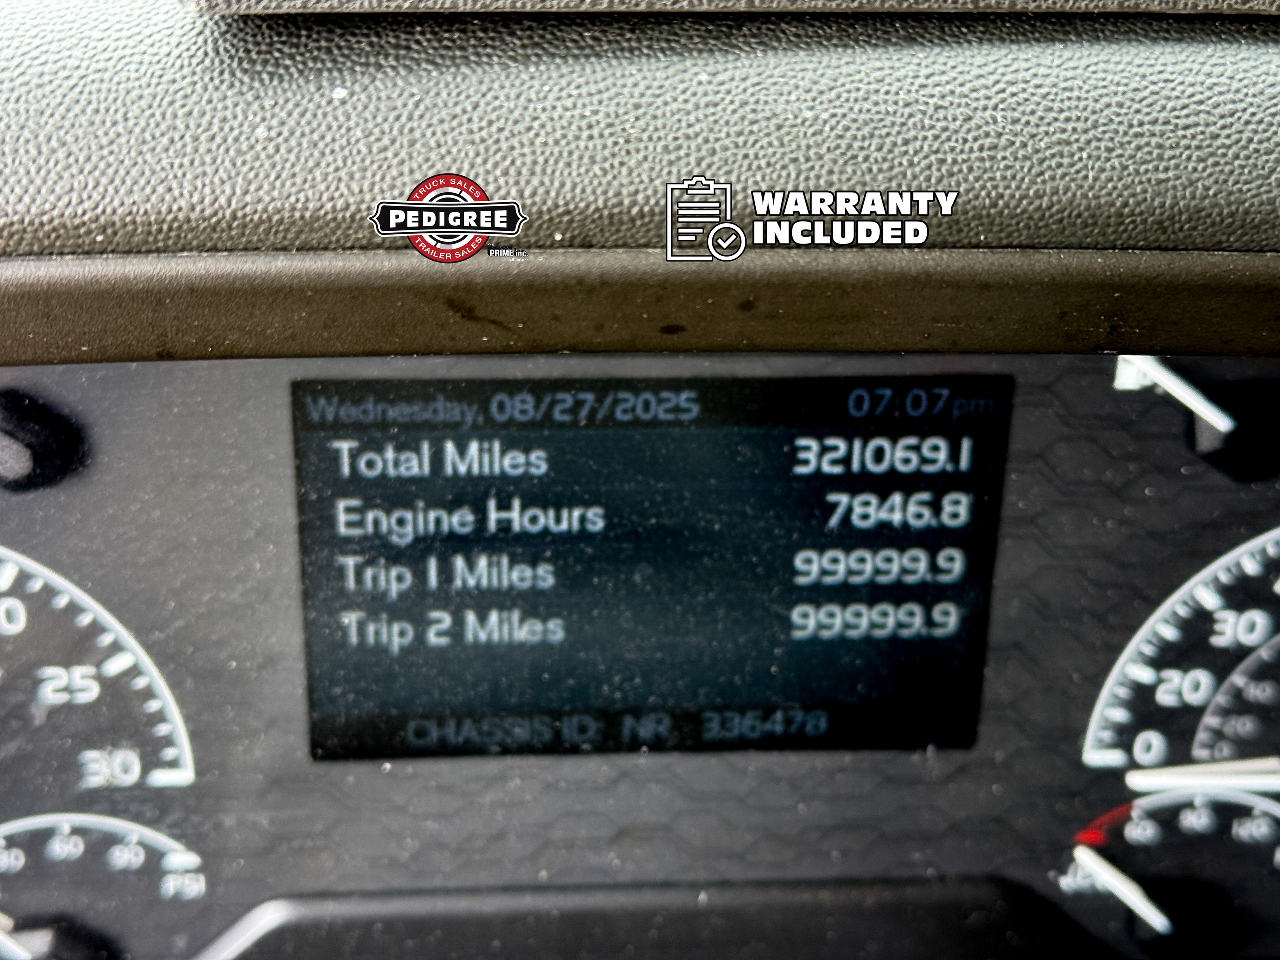 TRUCK SALES
PEDIGREE
TRAILER SALES
PRIME inc.
WARRANTY
INCLUDED
Wednesday, 08/27/2025 07:07pm
Total Miles 321069.1
Engine Hours 7846.8
Trip 1 Miles 99999.9
Trip 2 Miles 99999.9
CHASSIS ID: NR 336478
25
30
60
90
PSI
30
20
0